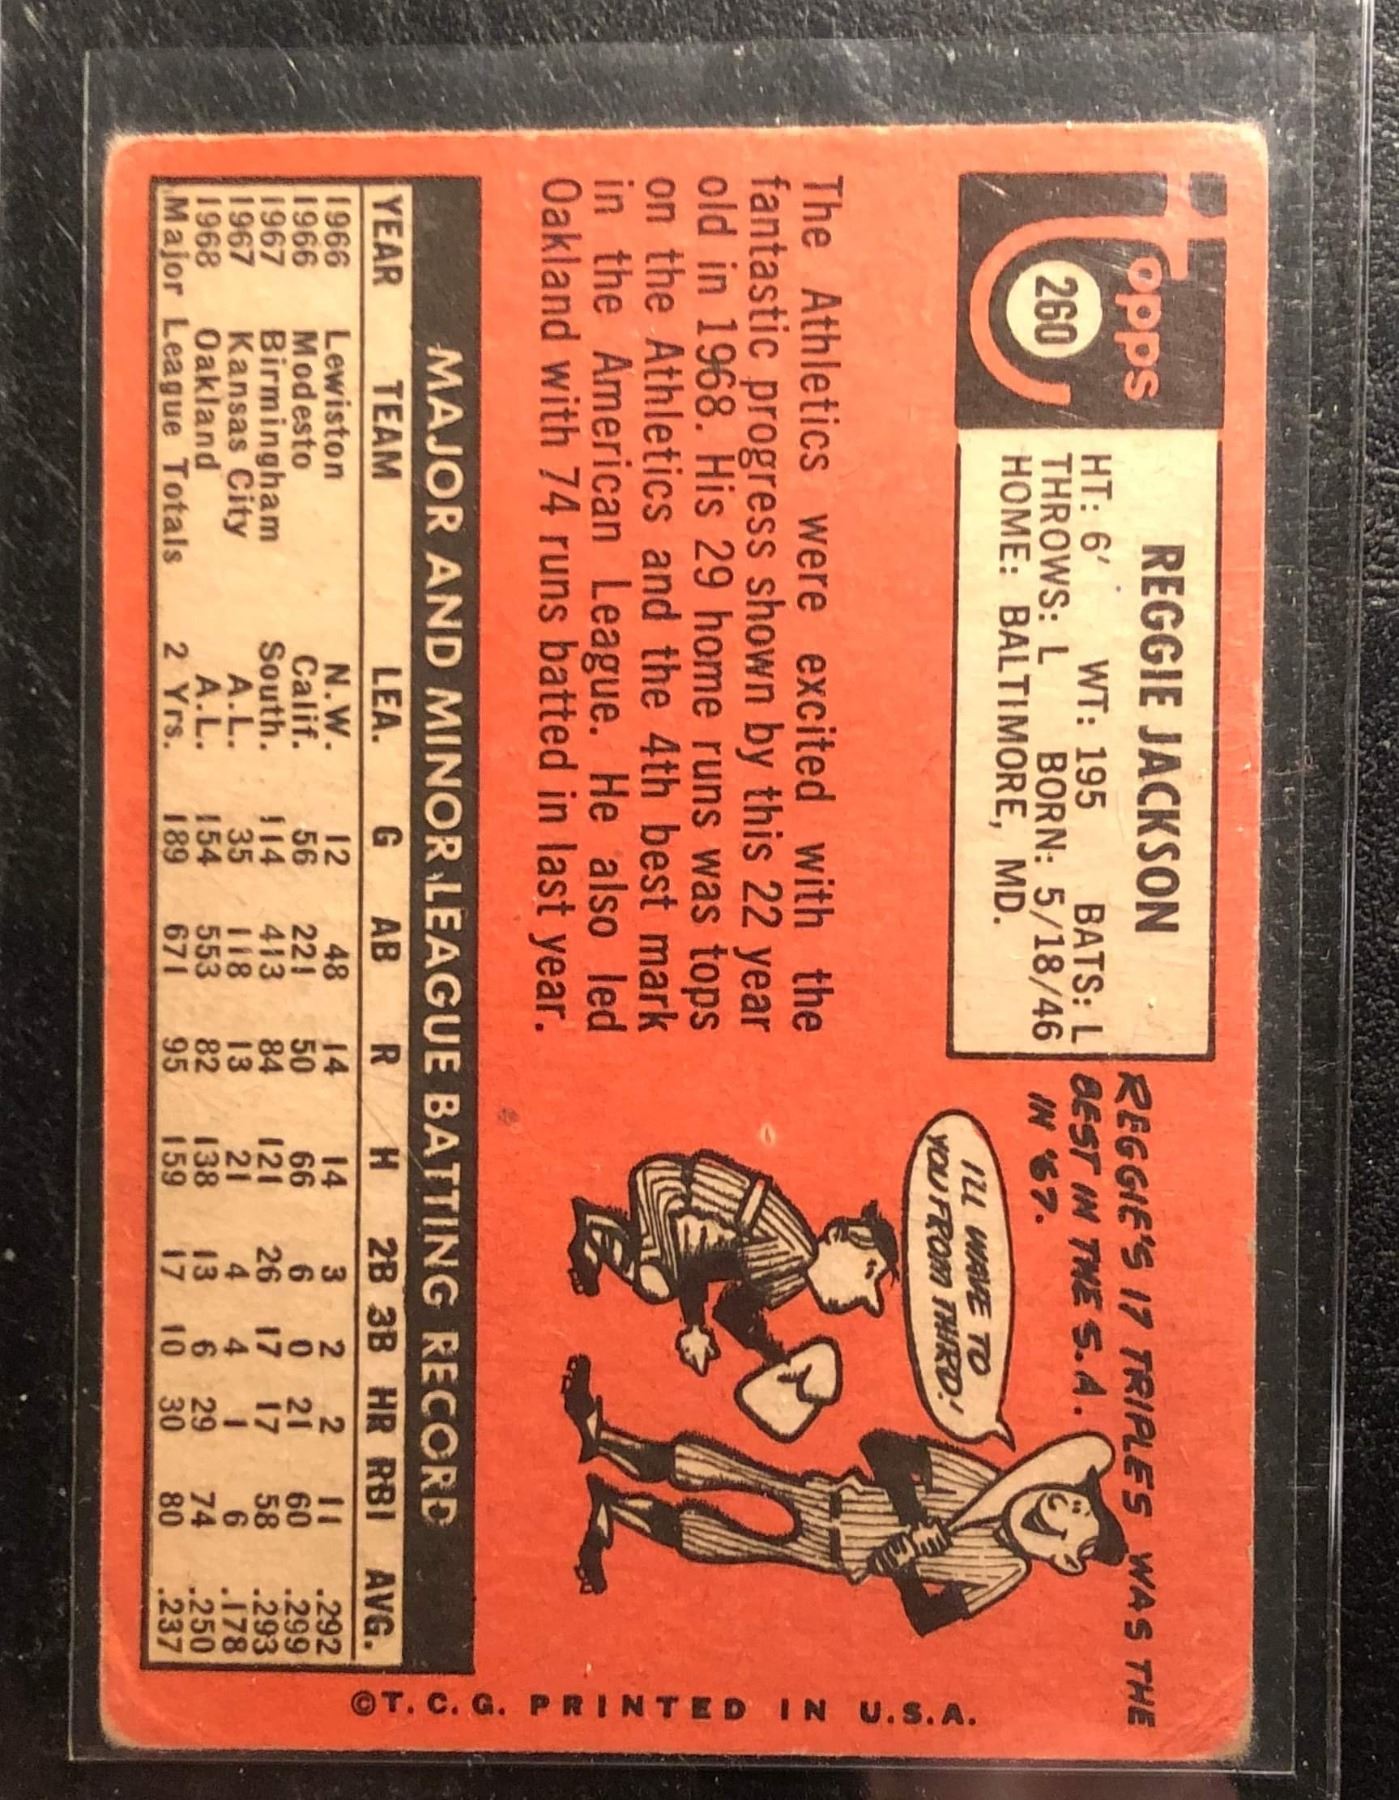 Topps
260
REGGIE JACKSON
HT: 6' WT: 195 BATS: L
THROWS: L BORN: 5/18/46
HOME: BALTIMORE, MD.
REGGIE'S 17 TRIPLES WAS THE
BEST IN THE S.A.
IN '67.
I'LL WAVE TO
YOU FROM THIRD!
The Athletics were excited with the
fantastic progress shown by this 22 year
old in 1968. His 29 home runs was tops
on the Athletics and the 4th best mark
in the American League. He also led
Oakland with 74 runs batted in last year.
MAJOR AND MINOR LEAGUE BATTING RECORD
YEAR TEAM LEA. G AB R H 2B 3B HR RBI AVG.
1966 Lewiston N.W. 12 48 14 14 3 2 2 11 .292
1966 Modesto Calif. 56 221 50 66 6 0 21 60 .299
1967 Birmingham South. 114 413 84 121 26 17 17 58 .293
1967 Kansas City A.L. 35 118 13 21 4 4 1 6 .178
1968 Oakland A.L. 154 553 82 138 13 6 29 74 .250
Major League Totals 2 Yrs. 189 671 95 159 17 10 30 80 .237
©T.C.G. PRINTED IN U.S.A.